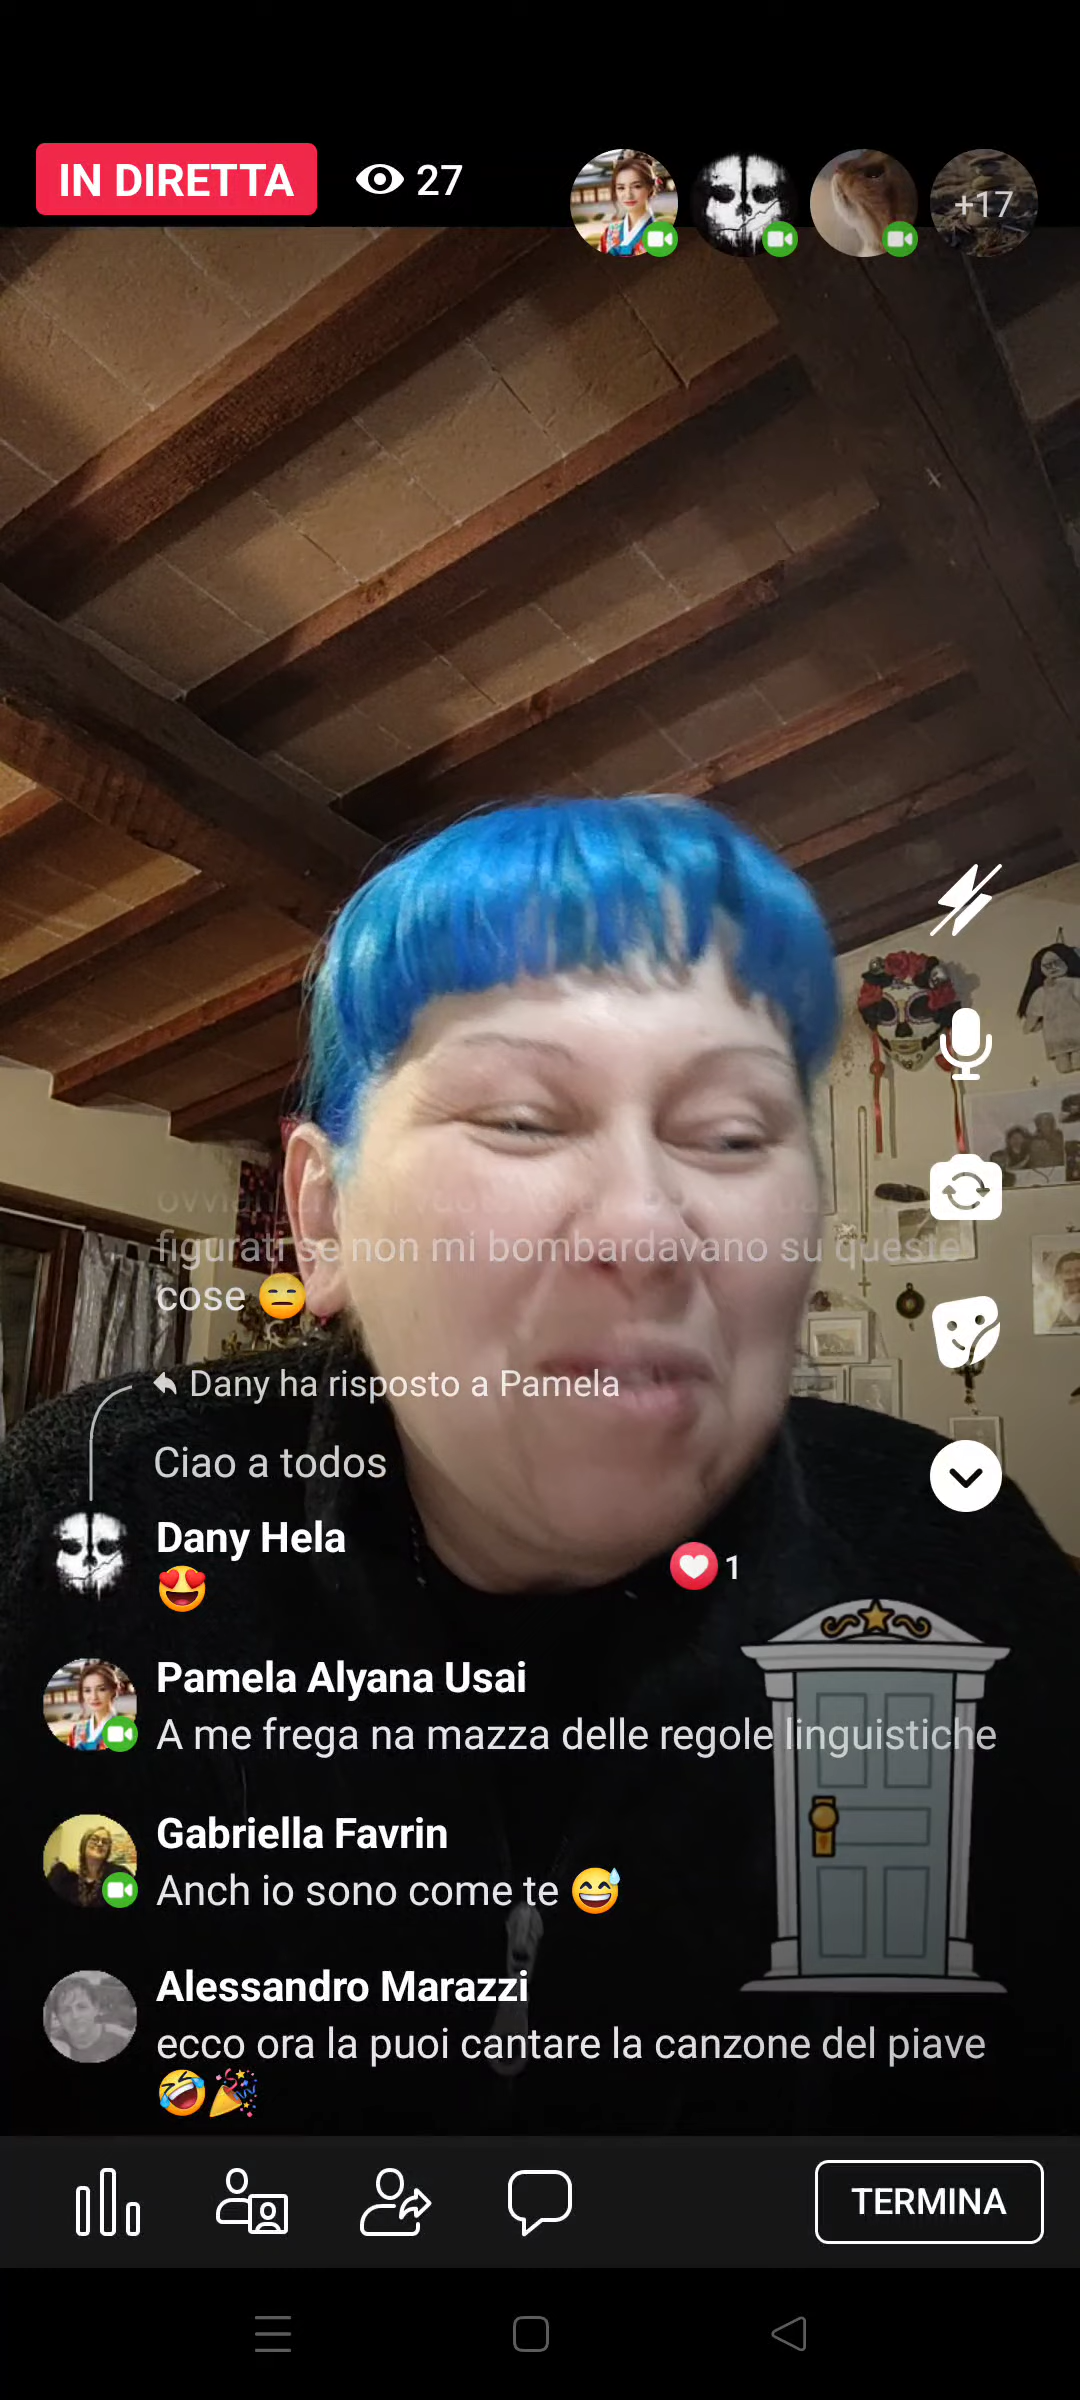 IN DIRETTA
27
+17
figurati se non mi bombardavano su queste
cose 😑
Dany ha risposto a Pamela
Ciao a todos
Dany Hela
😍
1
Pamela Alyana Usai
A me frega na mazza delle regole linguistiche
Gabriella Favrin
Anch io sono come te 😅
Alessandro Marazzi
ecco ora la puoi cantare la canzone del piave
🤣🎉
TERMINA